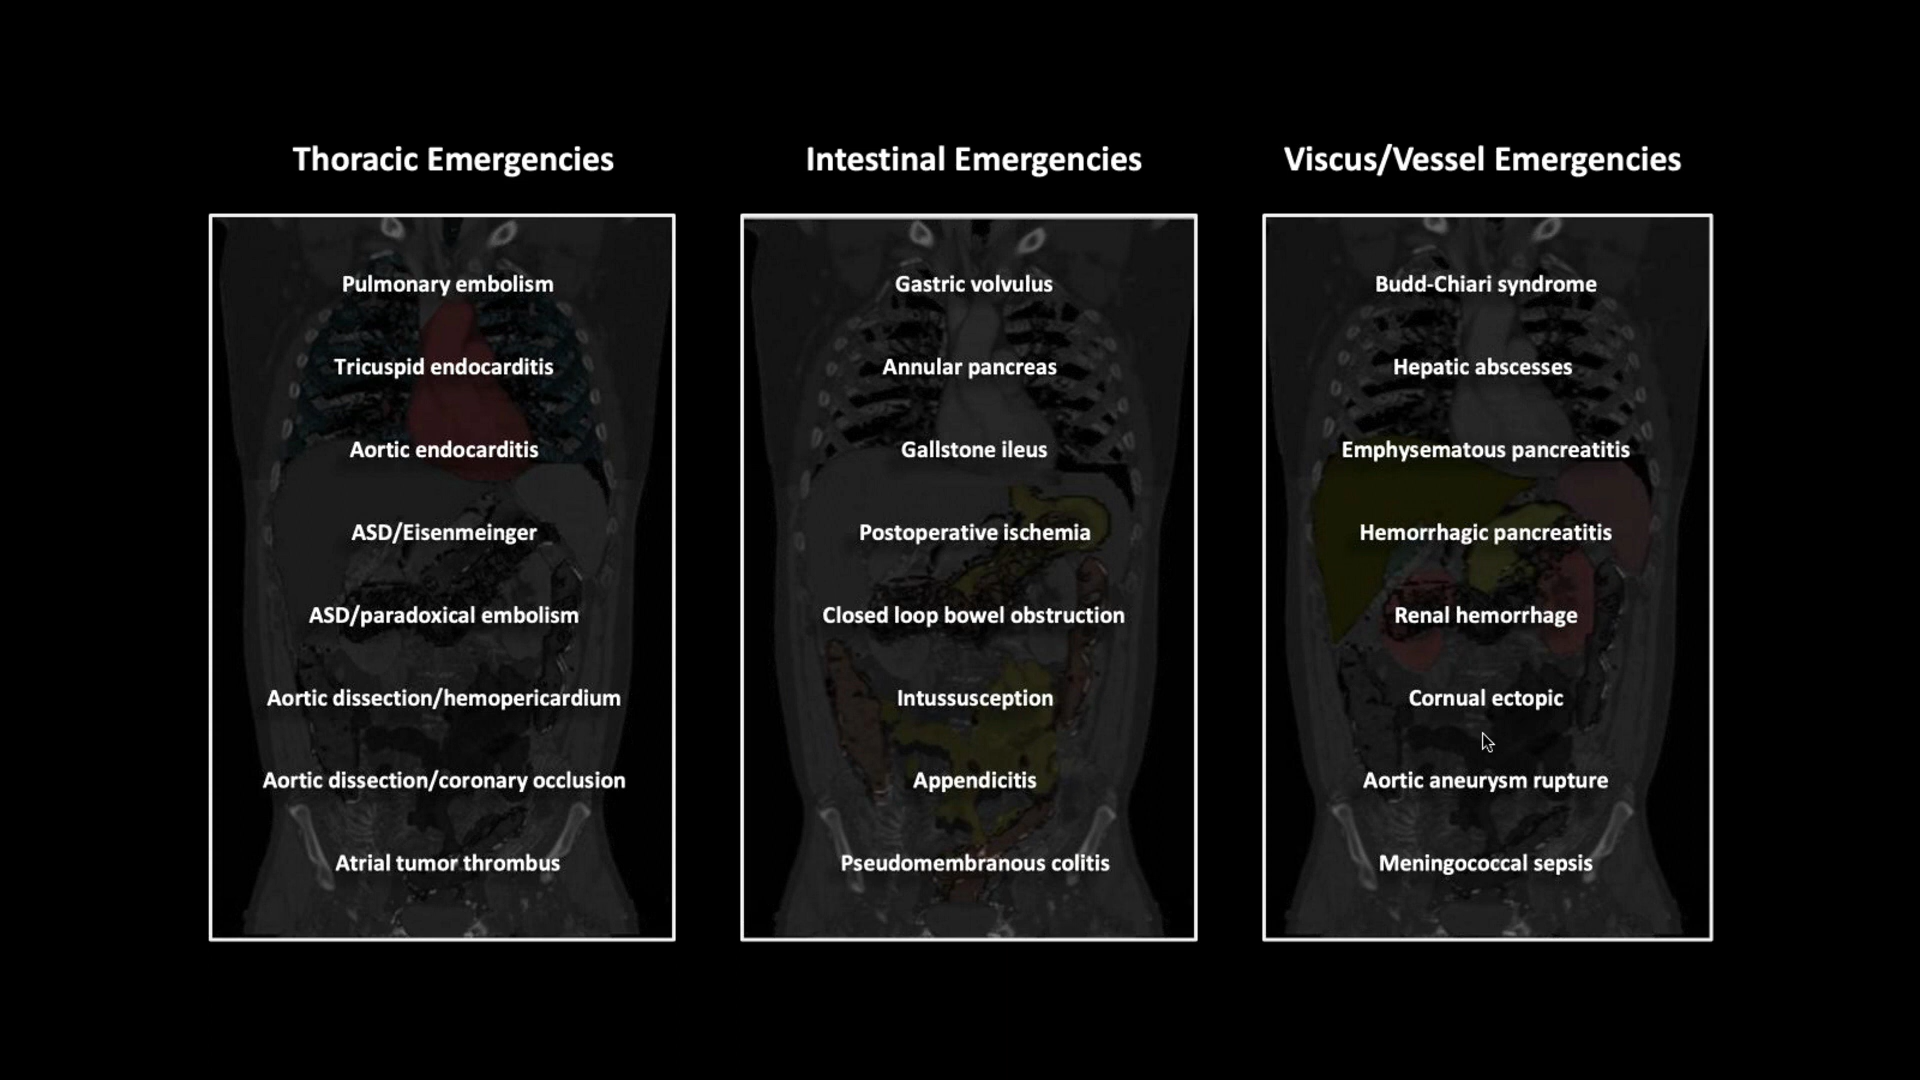 Thoracic Emergencies
Pulmonary embolism
Tricuspid endocarditis
Aortic endocarditis
ASD/Eisenmeinger
ASD/paradoxical embolism
Aortic dissection/hemopericardium
Aortic dissection/coronary occlusion
Atrial tumor thrombus
Intestinal Emergencies
Gastric volvulus
Annular pancreas
Gallstone ileus
Postoperative ischemia
Closed loop bowel obstruction
Intussusception
Appendicitis
Pseudomembranous colitis
Viscus/Vessel Emergencies
Budd-Chiari syndrome
Hepatic abscesses
Emphysematous pancreatitis
Hemorrhagic pancreatitis
Renal hemorrhage
Cornual ectopic
Aortic aneurysm rupture
Meningococcal sepsis